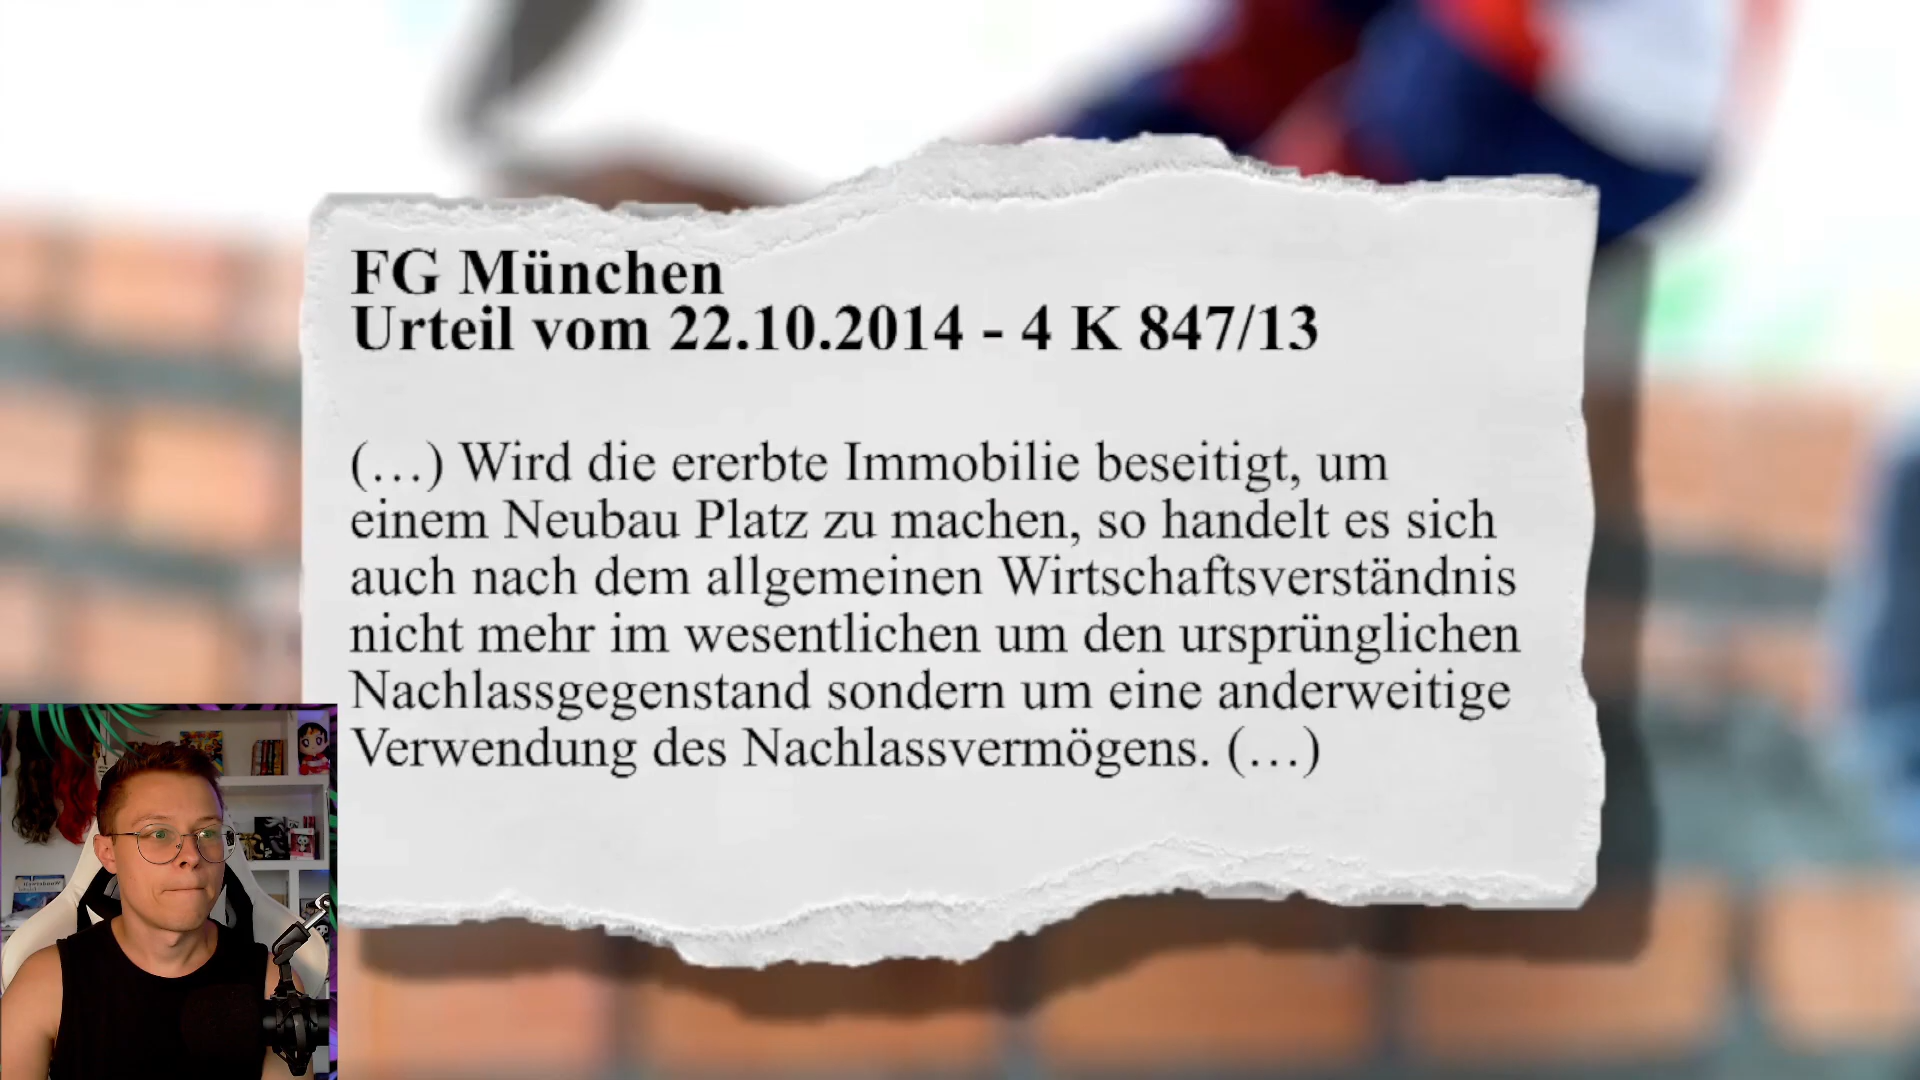 FG München
Urteil vom 22.10.2014 - 4 K 847/13
(…) Wird die ererbte Immobilie beseitigt, um
einem Neubau Platz zu machen, so handelt es sich
auch nach dem allgemeinen Wirtschaftsverständnis
nicht mehr im wesentlichen um den ursprünglichen
Nachlassgegenstand sondern um eine anderweitige
Verwendung des Nachlassvermögens. (…)